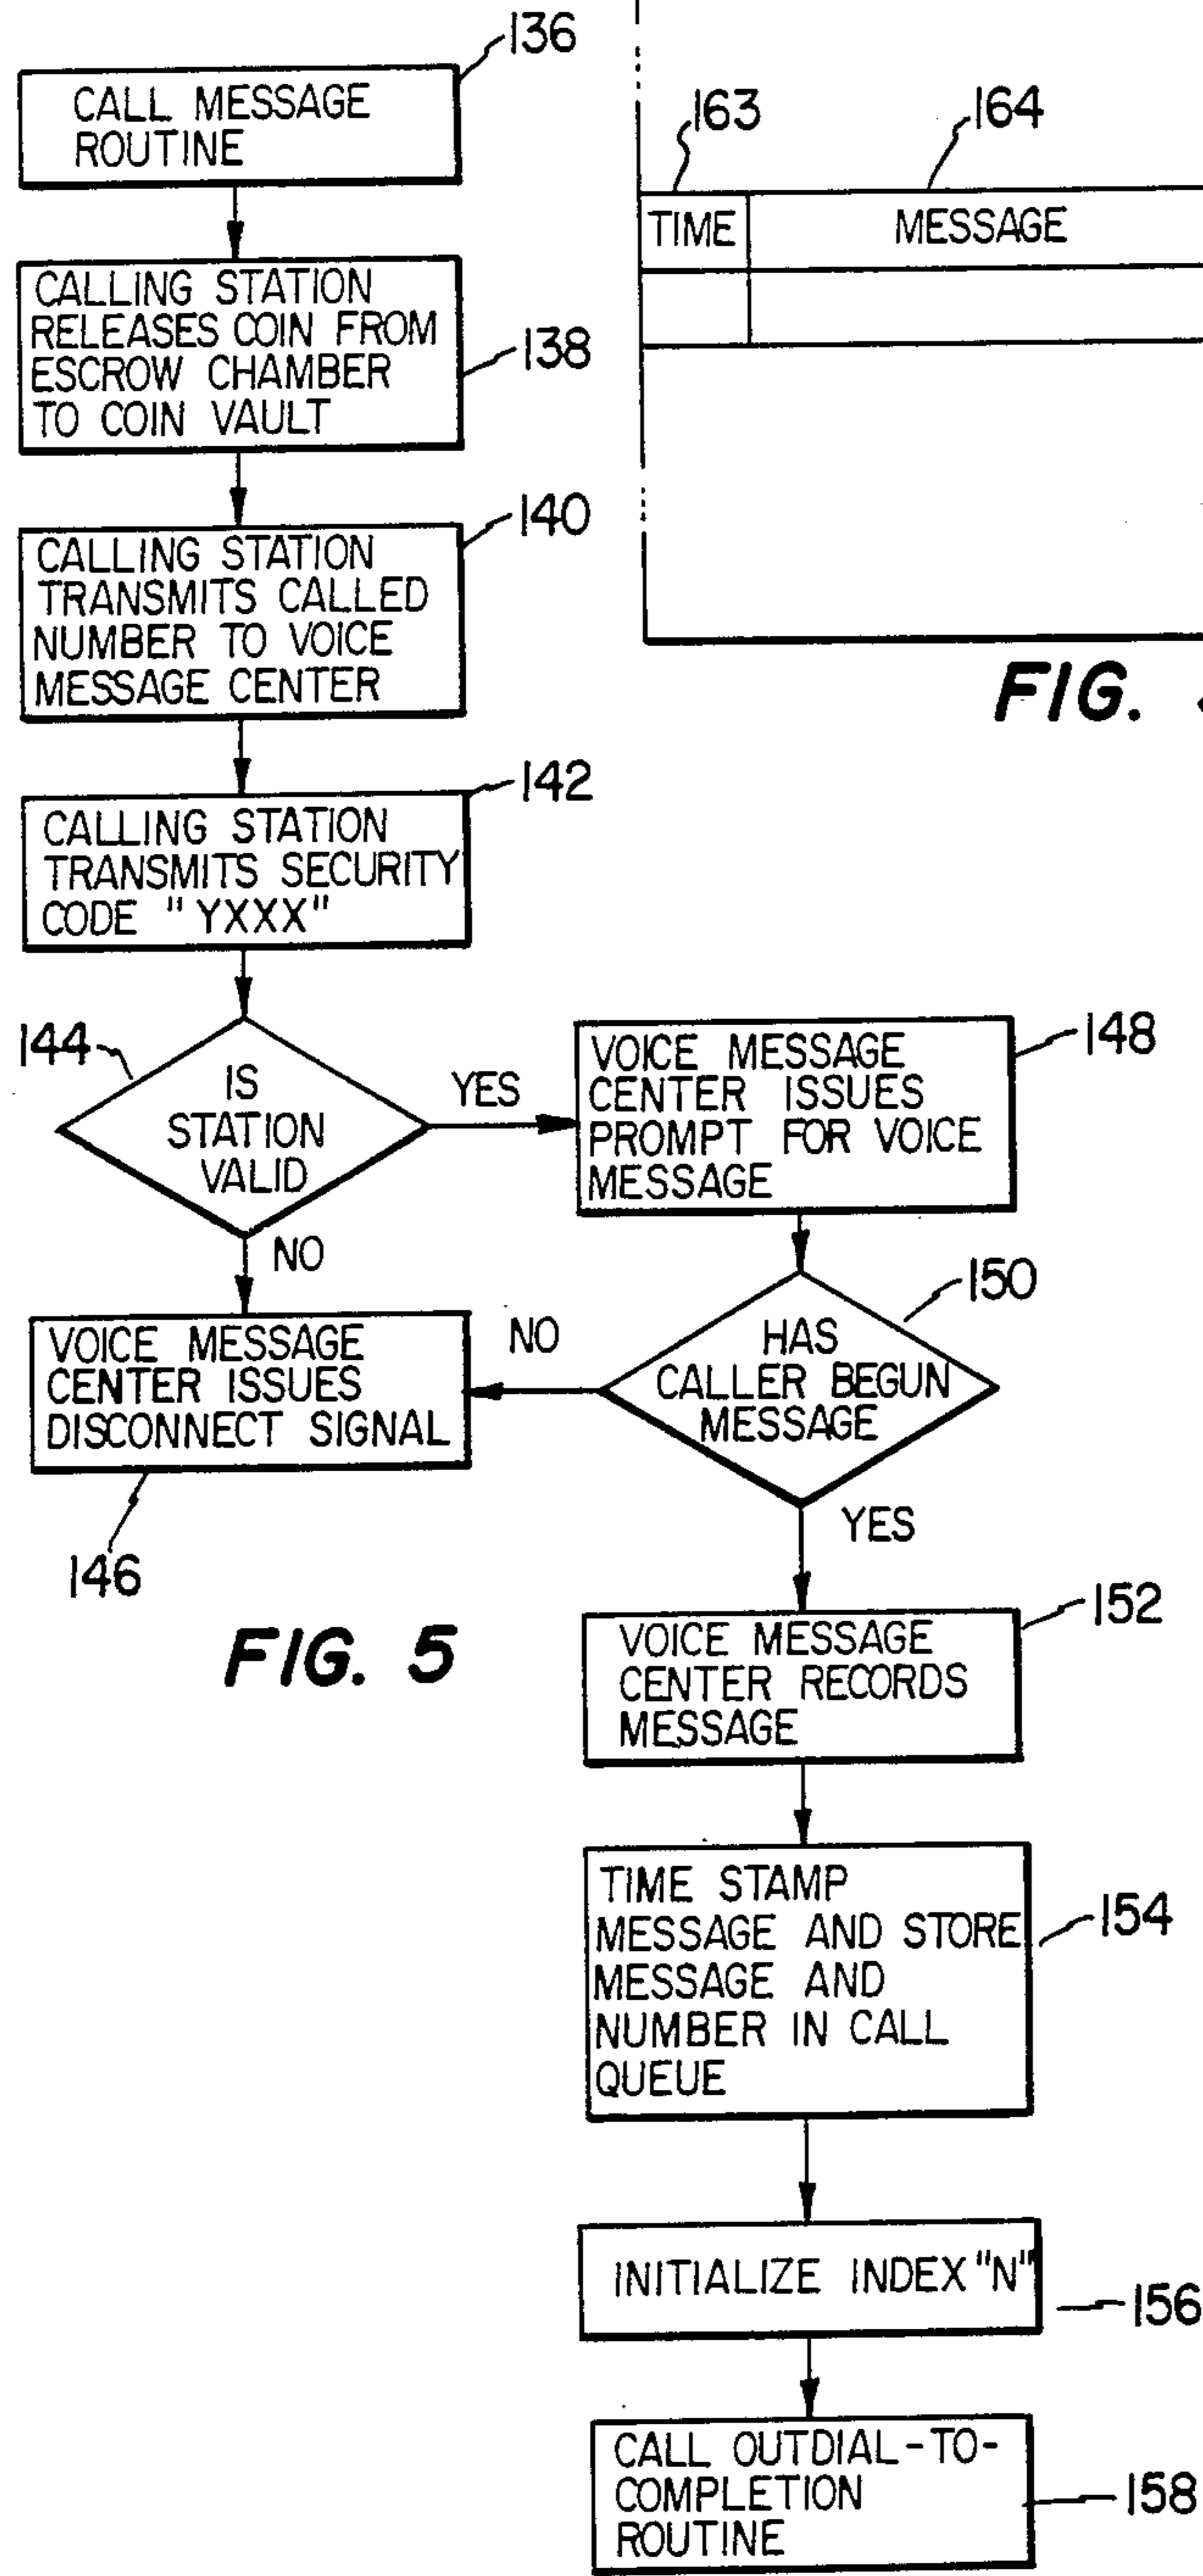 136
CALL MESSAGE
ROUTINE
CALLING STATION
RELEASES COIN FROM
ESCROW CHAMBER
TO COIN VAULT
138
140
CALLING STATION
TRANSMITS CALLED
NUMBER TO VOICE
MESSAGE CENTER
142
CALLING STATION
TRANSMITS SECURITY
CODE "YXXX"
144
IS
STATION
VALID
YES
NO
VOICE MESSAGE
CENTER ISSUES
DISCONNECT SIGNAL
146
148
VOICE MESSAGE
CENTER ISSUES
PROMPT FOR VOICE
MESSAGE
150
HAS
CALLER BEGUN
MESSAGE
NO
YES
152
VOICE MESSAGE
CENTER RECORDS
MESSAGE
TIME STAMP
MESSAGE AND STORE
MESSAGE AND
NUMBER IN CALL
QUEUE
154
INITIALIZE INDEX "N"
156
CALL OUTDIAL-TO-
COMPLETION
ROUTINE
158
FIG. 5
163
164
TIME
MESSAGE
FIG.